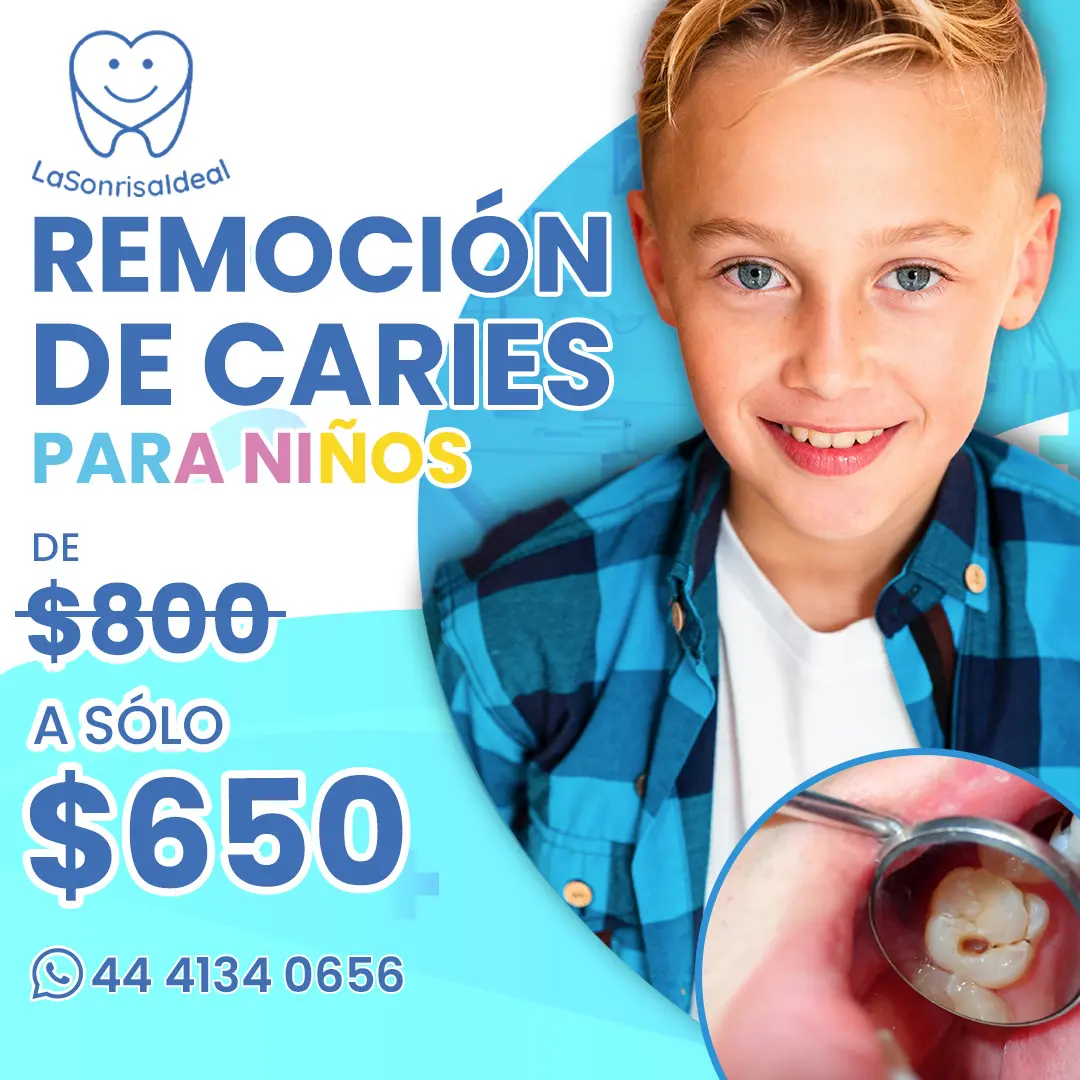 LaSonrisaIdeal
REMOCIÓN
DE CARIES
PARA NIÑOS
DE
$800
A SÓLO
$650
44 4134 0656